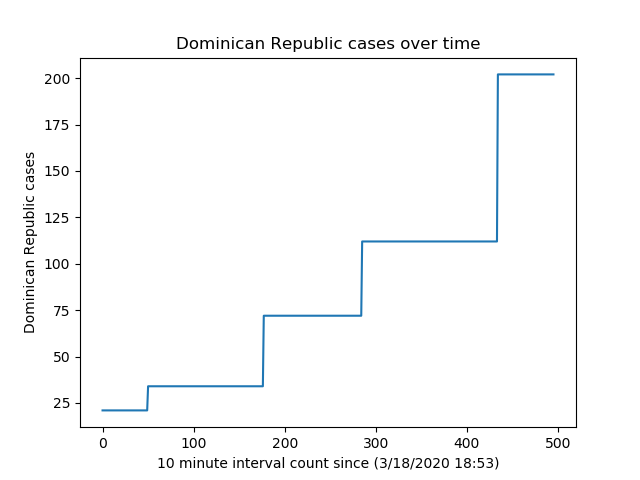 Dominican Republic cases over time
Dominican Republic cases
200
175
150
125
100
75
50
25
0 100 200 300 400 500
10 minute interval count since (3/18/2020 18:53)